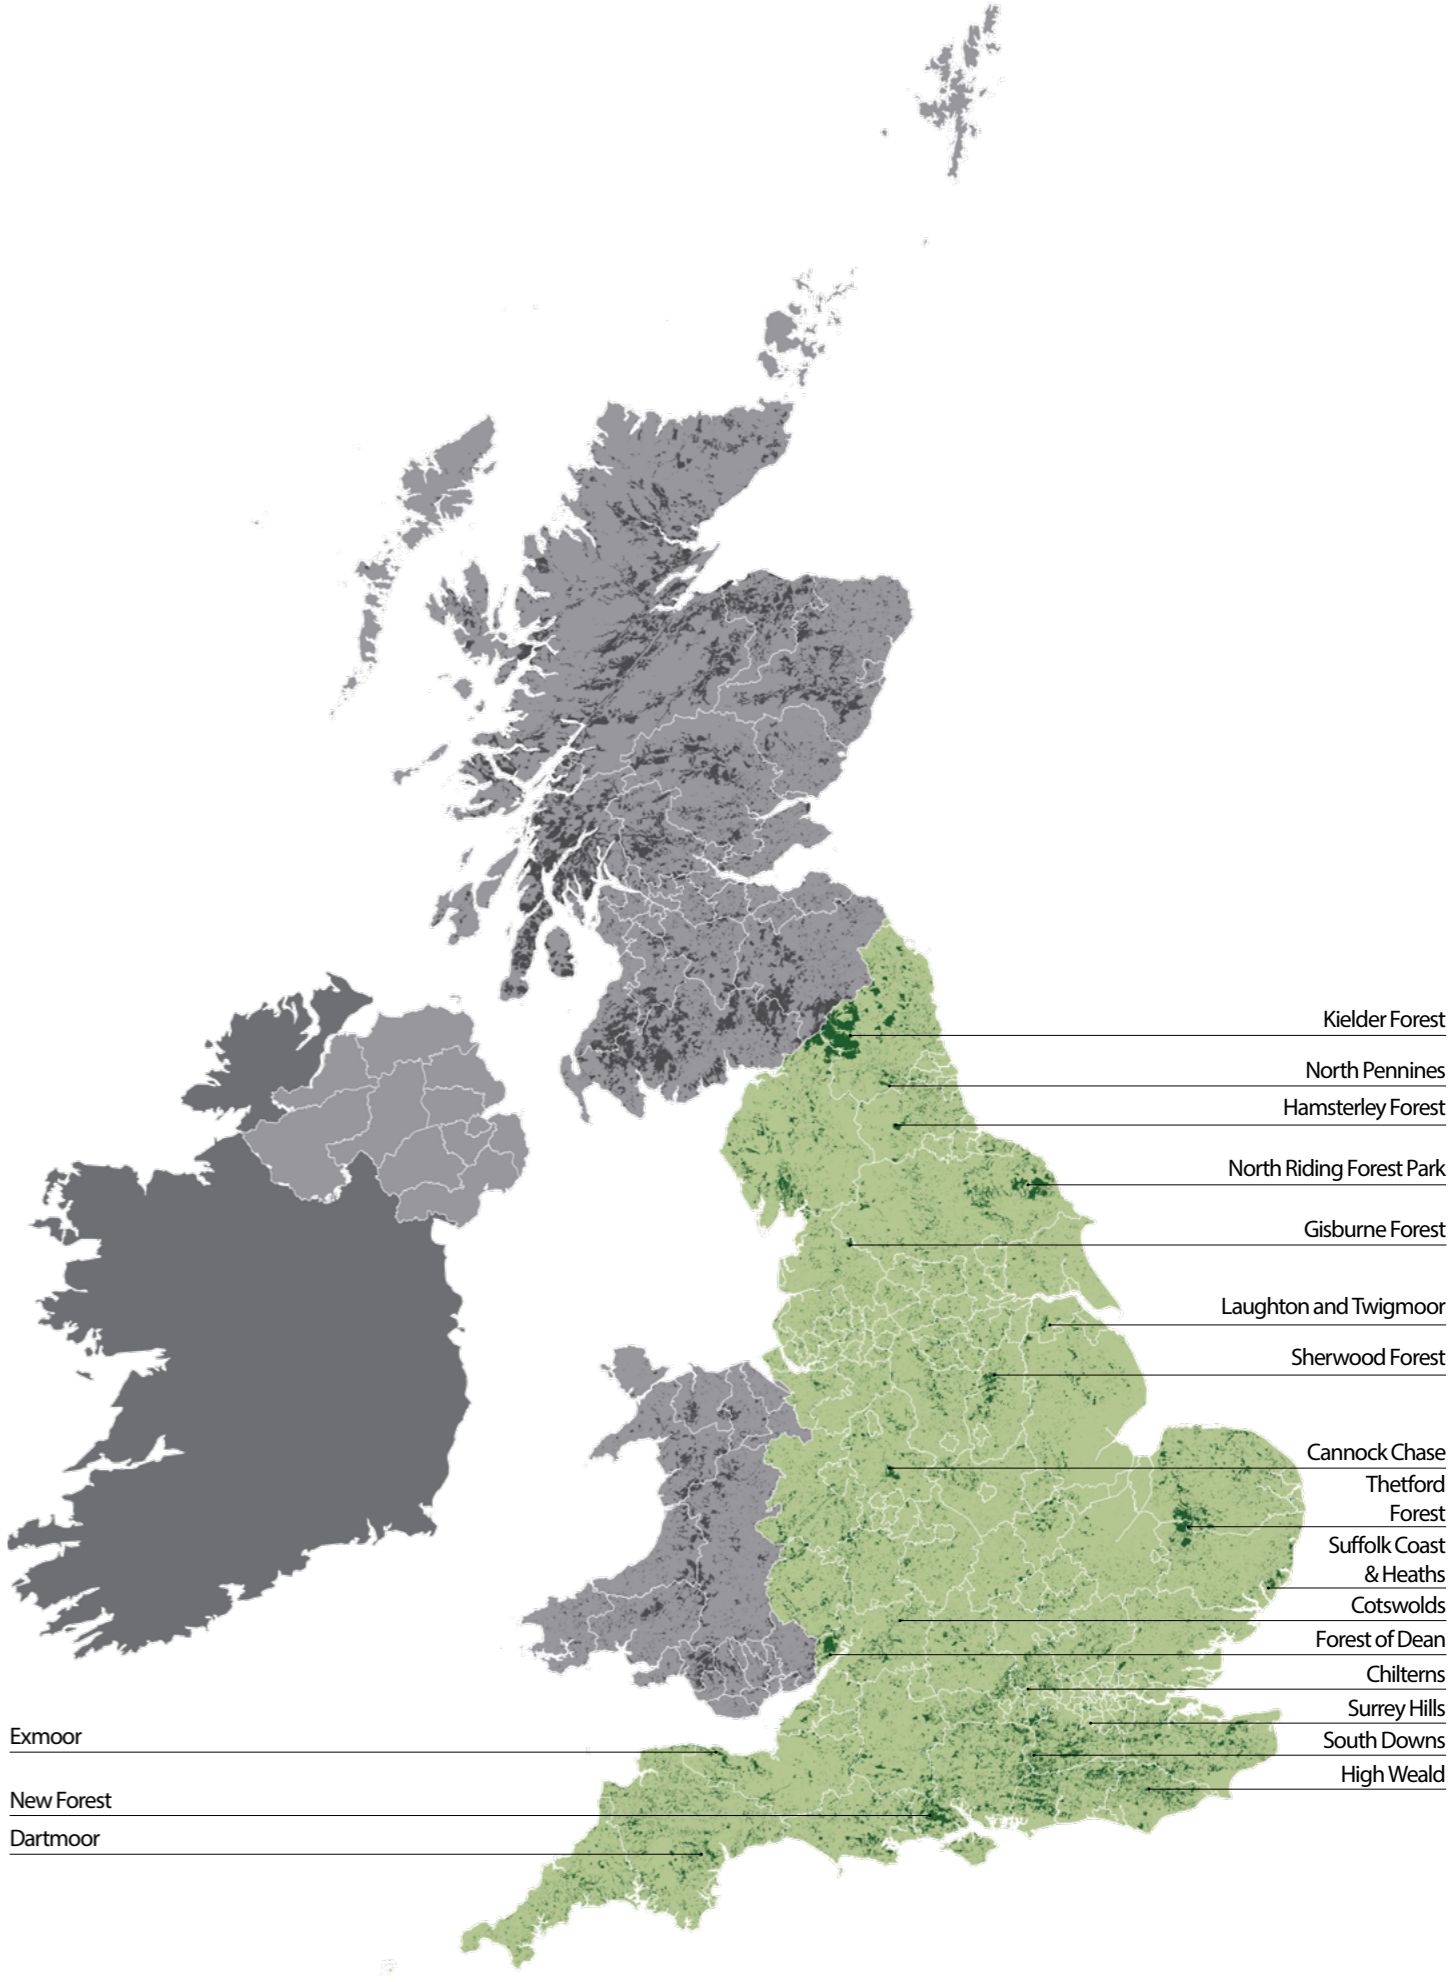 Kielder Forest
North Pennines
Hamsterley Forest
North Riding Forest Park
Gisburne Forest
Laughton and Twigmoor
Sherwood Forest
Cannock Chase
Thetford
Forest
Suffolk Coast
& Heaths
Cotswolds
Forest of Dean
Chilterns
Surrey Hills
South Downs
High Weald
Exmoor
New Forest
Dartmoor